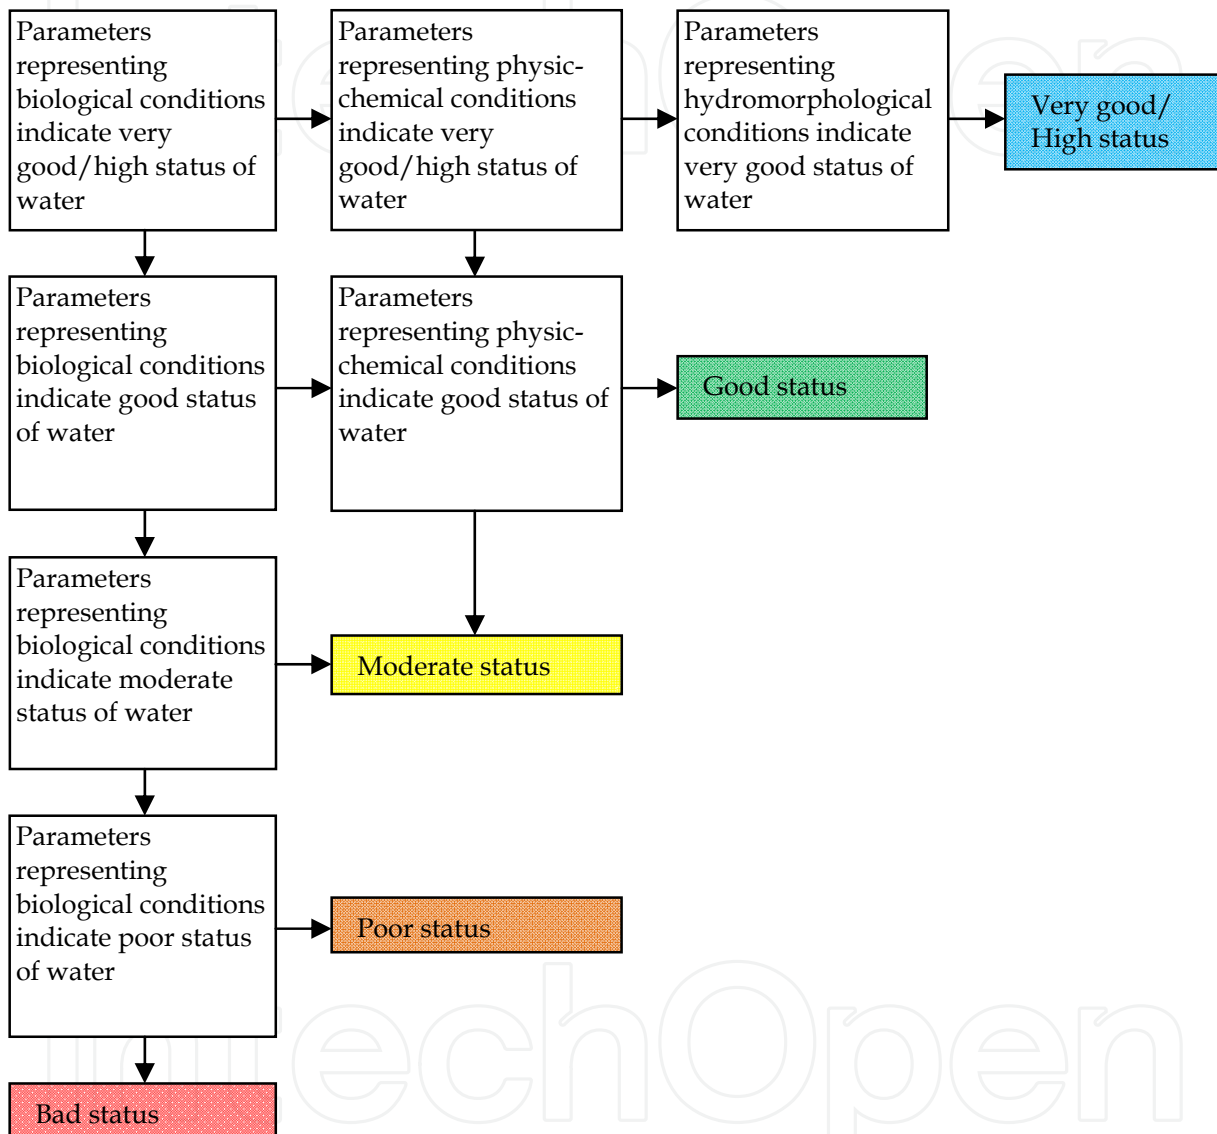 Parameters
representing
biological conditions
indicate very
good/high status of
water
Parameters
representing physic-
chemical conditions
indicate very
good/high status of
water
Parameters
representing
hydromorphological
conditions indicate
very good status of
water
Very good/
High status
Parameters
representing
biological conditions
indicate good status
of water
Parameters
representing physic-
chemical conditions
indicate good status of
water
Good status
Parameters
representing
biological conditions
indicate moderate
status of water
Moderate status
Parameters
representing
biological conditions
indicate poor status
of water
Poor status
Bad status
IntechOpen
IntechOpen